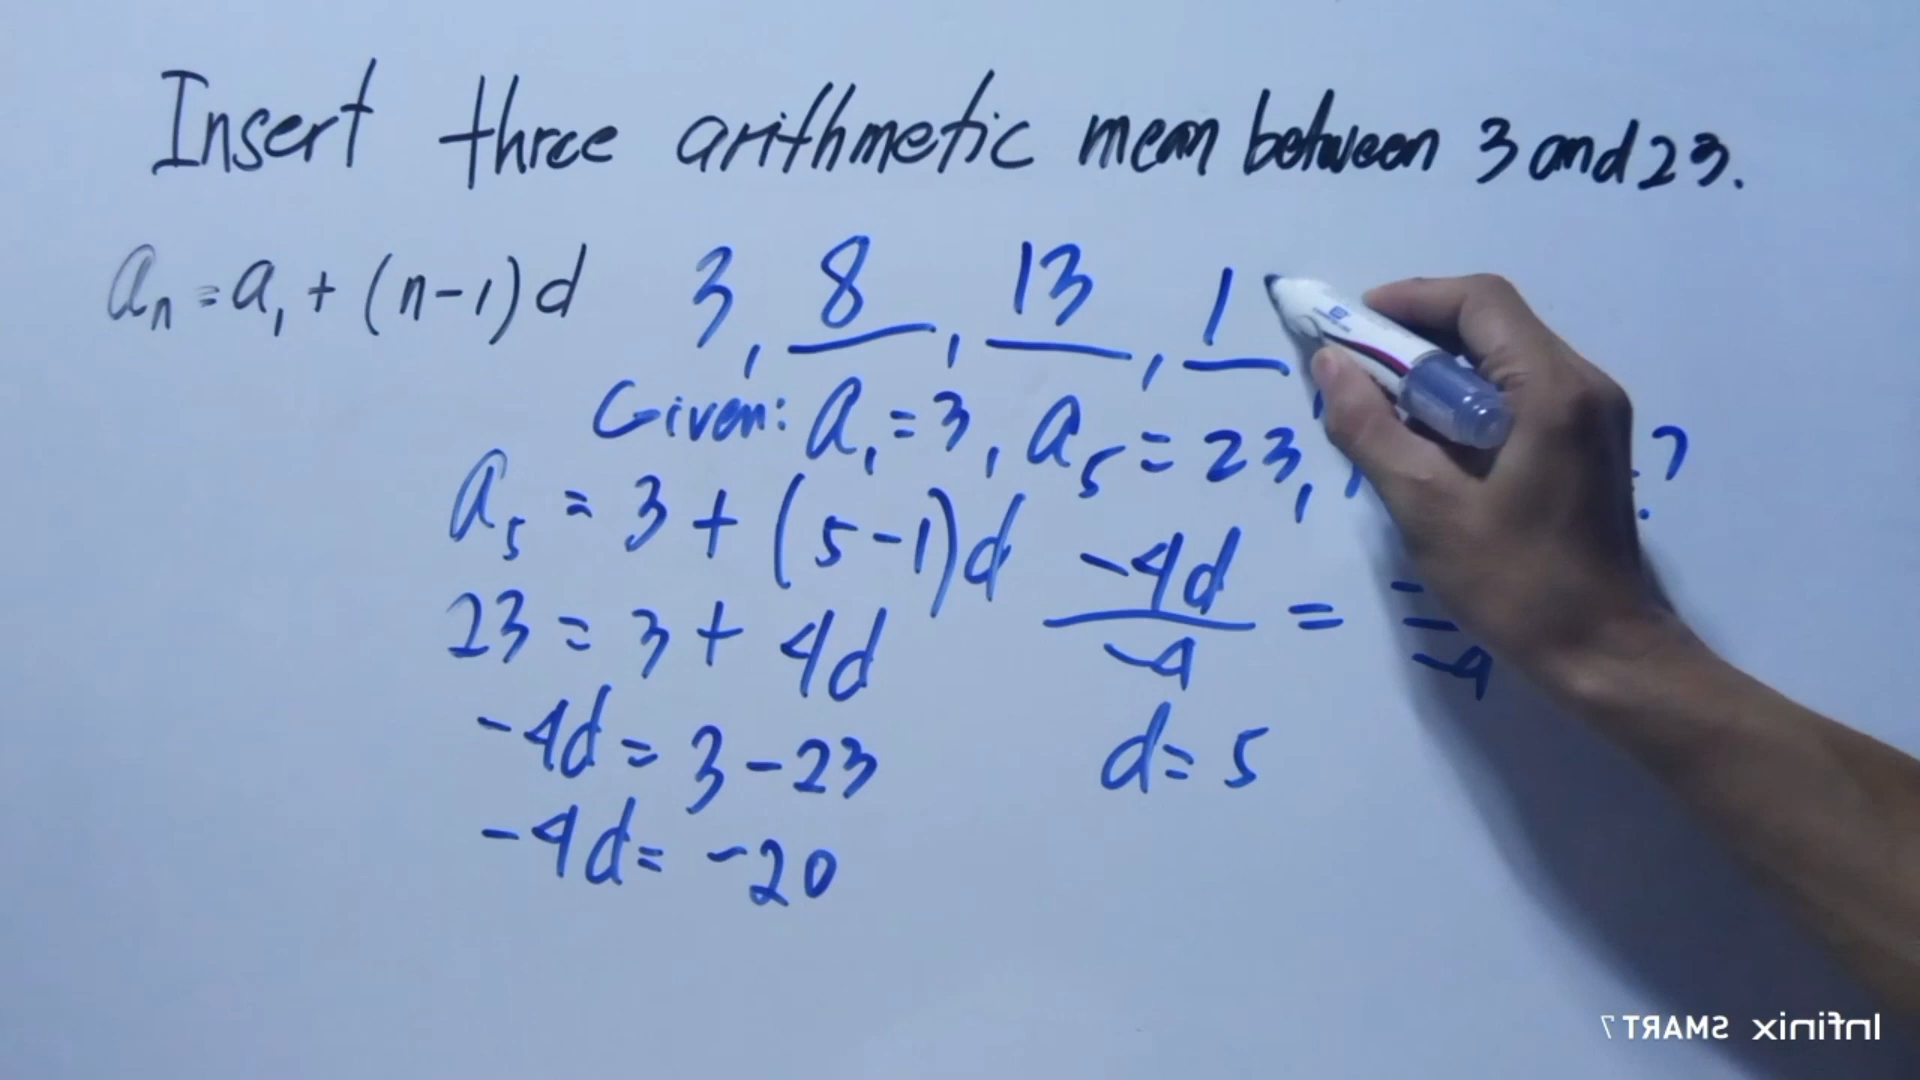 Insert three arithmetic mean between 3 and 23.
aₙ = a₁ + (n-1)d
3, 8, 13, 1
Given: a₁ = 3, a₅ = 23, ?
a₅ = 3 + (5-1)d
23 = 3 + 4d
-4d = 3 - 23
-4d = -20
-4d/-4 = -/-4
d = 5
Infinix SMART 7